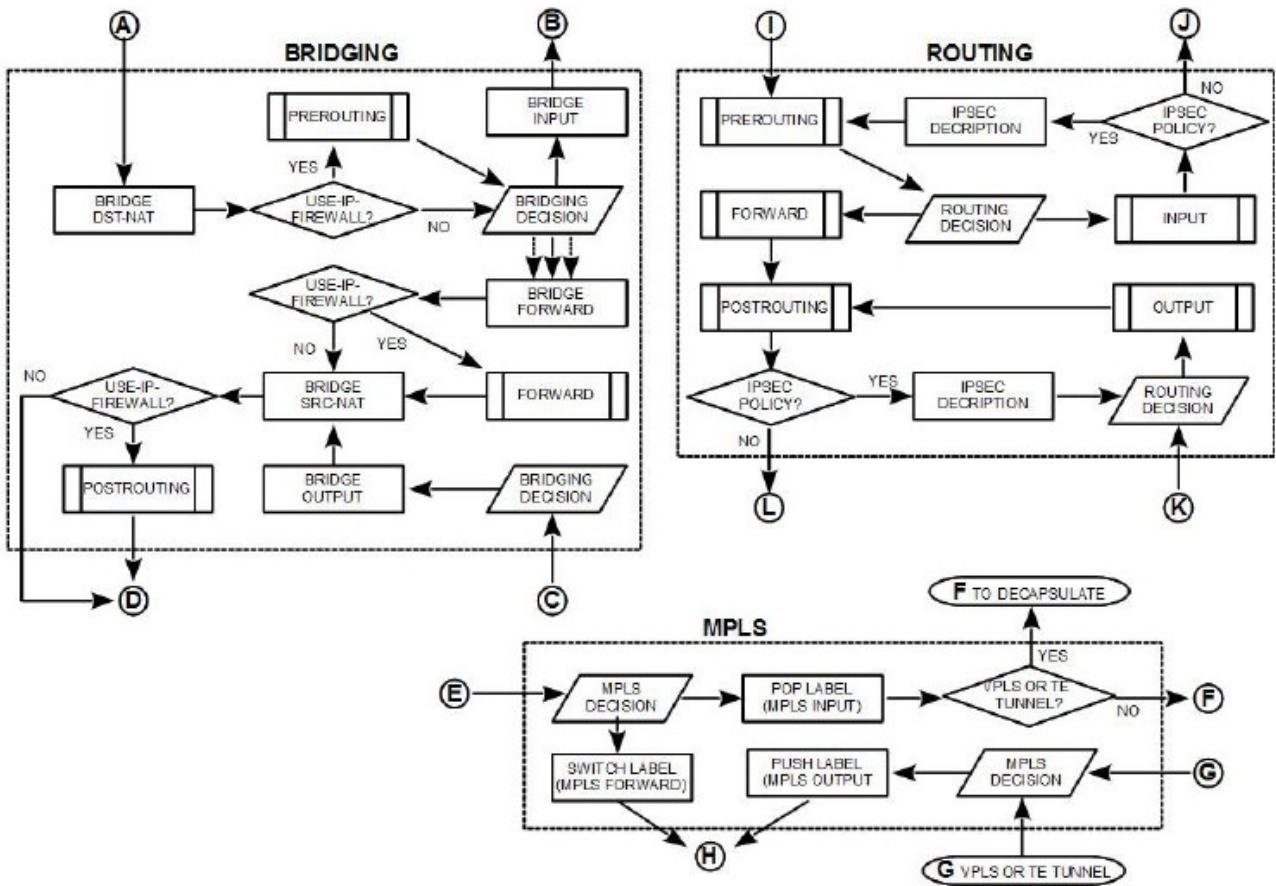 A
B
BRIDGING
PREROUTING
BRIDGE
INPUT
YES
BRIDGE
DST-NAT
USE-IP-
FIREWALL?
NO
BRIDGING
DECISION
USE-IP-
FIREWALL?
BRIDGE
FORWARD
NO
YES
NO
USE-IP-
FIREWALL?
BRIDGE
SRC-NAT
FORWARD
YES
POSTROUTING
BRIDGE
OUTPUT
BRIDGING
DECISION
D
C
I
J
ROUTING
NO
PREROUTING
IPSEC
DECRIPTION
YES
IPSEC
POLICY?
FORWARD
ROUTING
DECISION
INPUT
POSTROUTING
OUTPUT
IPSEC
POLICY?
YES
IPSEC
DECRIPTION
ROUTING
DECISION
NO
L
K
F TO DECAPSULATE
MPLS
YES
E
MPLS
DECISION
POP LABEL
(MPLS INPUT)
VPLS OR TE
TUNNEL?
NO
F
SWITCH LABEL
(MPLS FORWARD)
PUSH LABEL
(MPLS OUTPUT
MPLS
DECISION
G
H
G VPLS OR TE TUNNEL